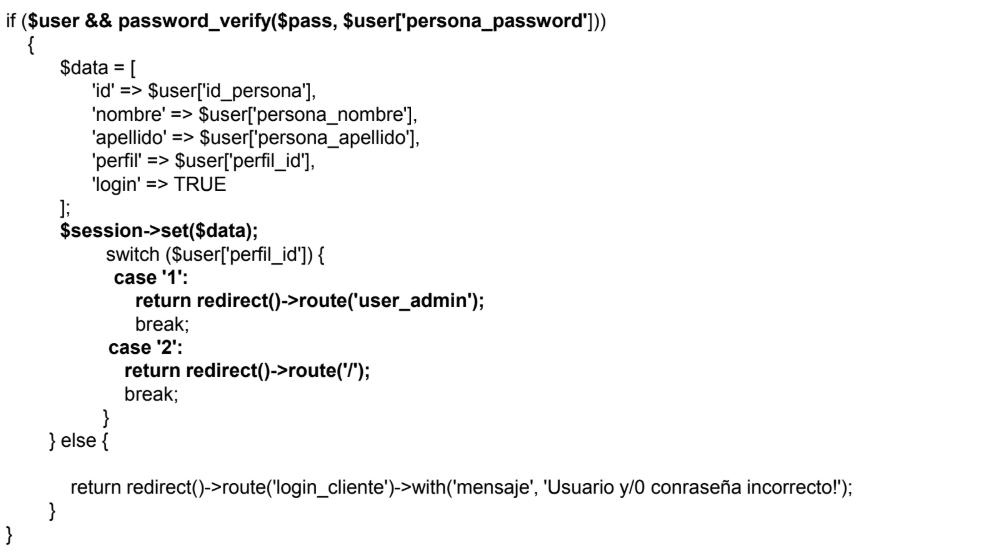 if ($user && password_verify($pass, $user['persona_password']))
{
$data = [
'id' => $user['id_persona'],
'nombre' => $user['persona_nombre'],
'apellido' => $user['persona_apellido'],
'perfil' => $user['perfil_id'],
'login' => TRUE
];
$session->set($data);
switch ($user['perfil_id']) {
case '1':
return redirect()->route('user_admin');
break;
case '2':
return redirect()->route('/');
break;
}
} else {
return redirect()->route('login_cliente')->with('mensaje', 'Usuario y/0 conraseña incorrecto!');
}
}